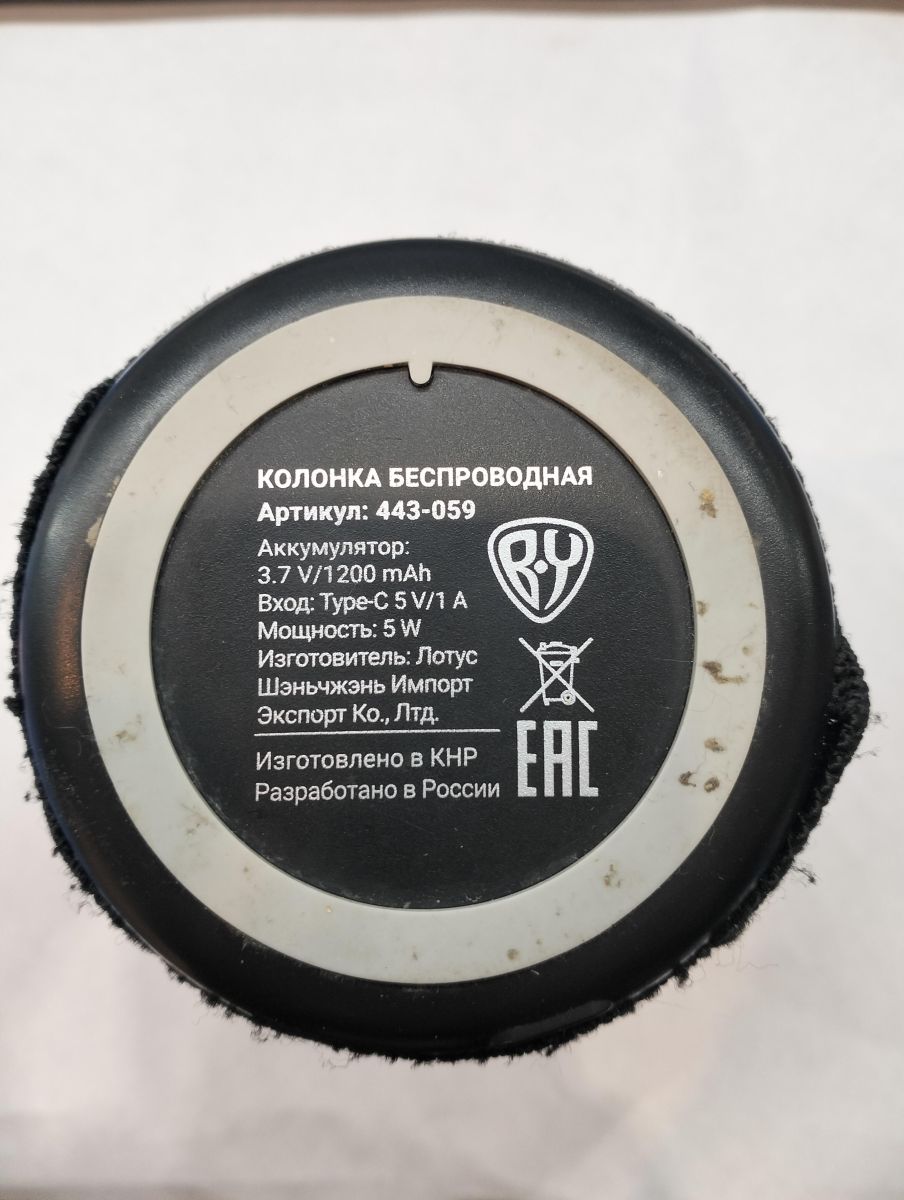 КОЛОНКА БЕСПРОВОДНАЯ
Артикул: 443-059
Аккумулятор:
3.7 V/1200 mAh
Вход: Type-C 5 V/1 A
Мощность: 5 W
Изготовитель: Лотус
Шэньчжэнь Импорт
Экспорт Ко., Лтд.
B·Y
Изготовлено в КНР
Разработано в России
EAC